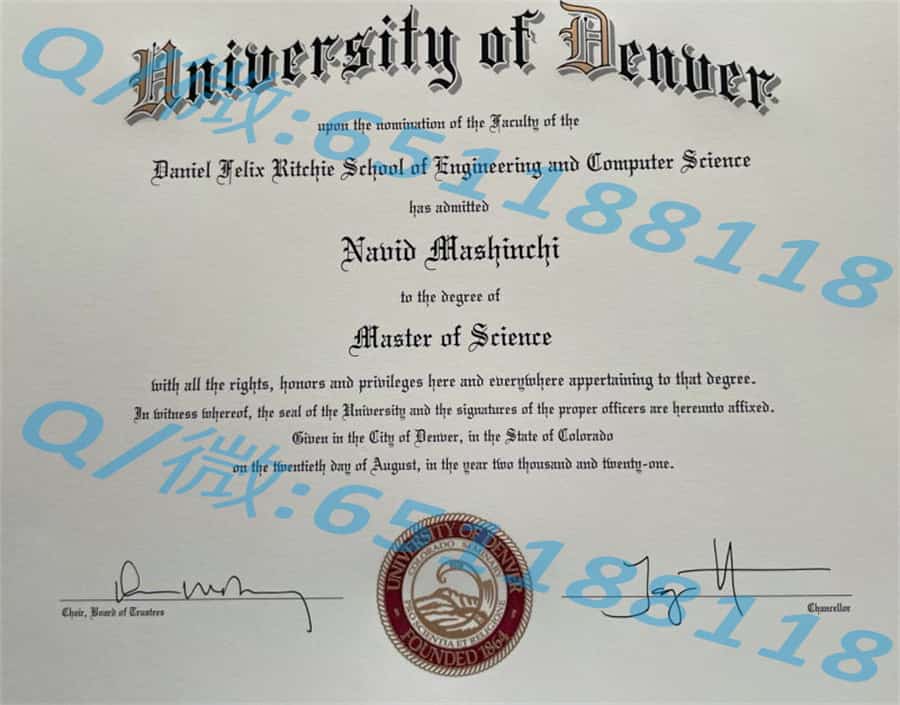 University of Denver
upon the nomination of the Faculty of the
Daniel Felix Ritchie School of Engineering and Computer Science
has admitted
Navid Mashinchi
to the degree of
Master of Science
with all the rights, honors and privileges here and everywhere appertaining to that degree.
In witness whereof, the seal of the University and the signatures of the proper officers are hereunto affixed.
Given in the City of Denver, in the State of Colorado
on the twentieth day of August, in the year two thousand and twenty-one.
Chair, Board of Trustees
UNIVERSITY OF DENVER
COLORADO SEMINARY
PRO SCIENTIA ET RELIGIONE
FOUNDED 1864
Chancellor
Q/微:651188118
Q/微:651188118